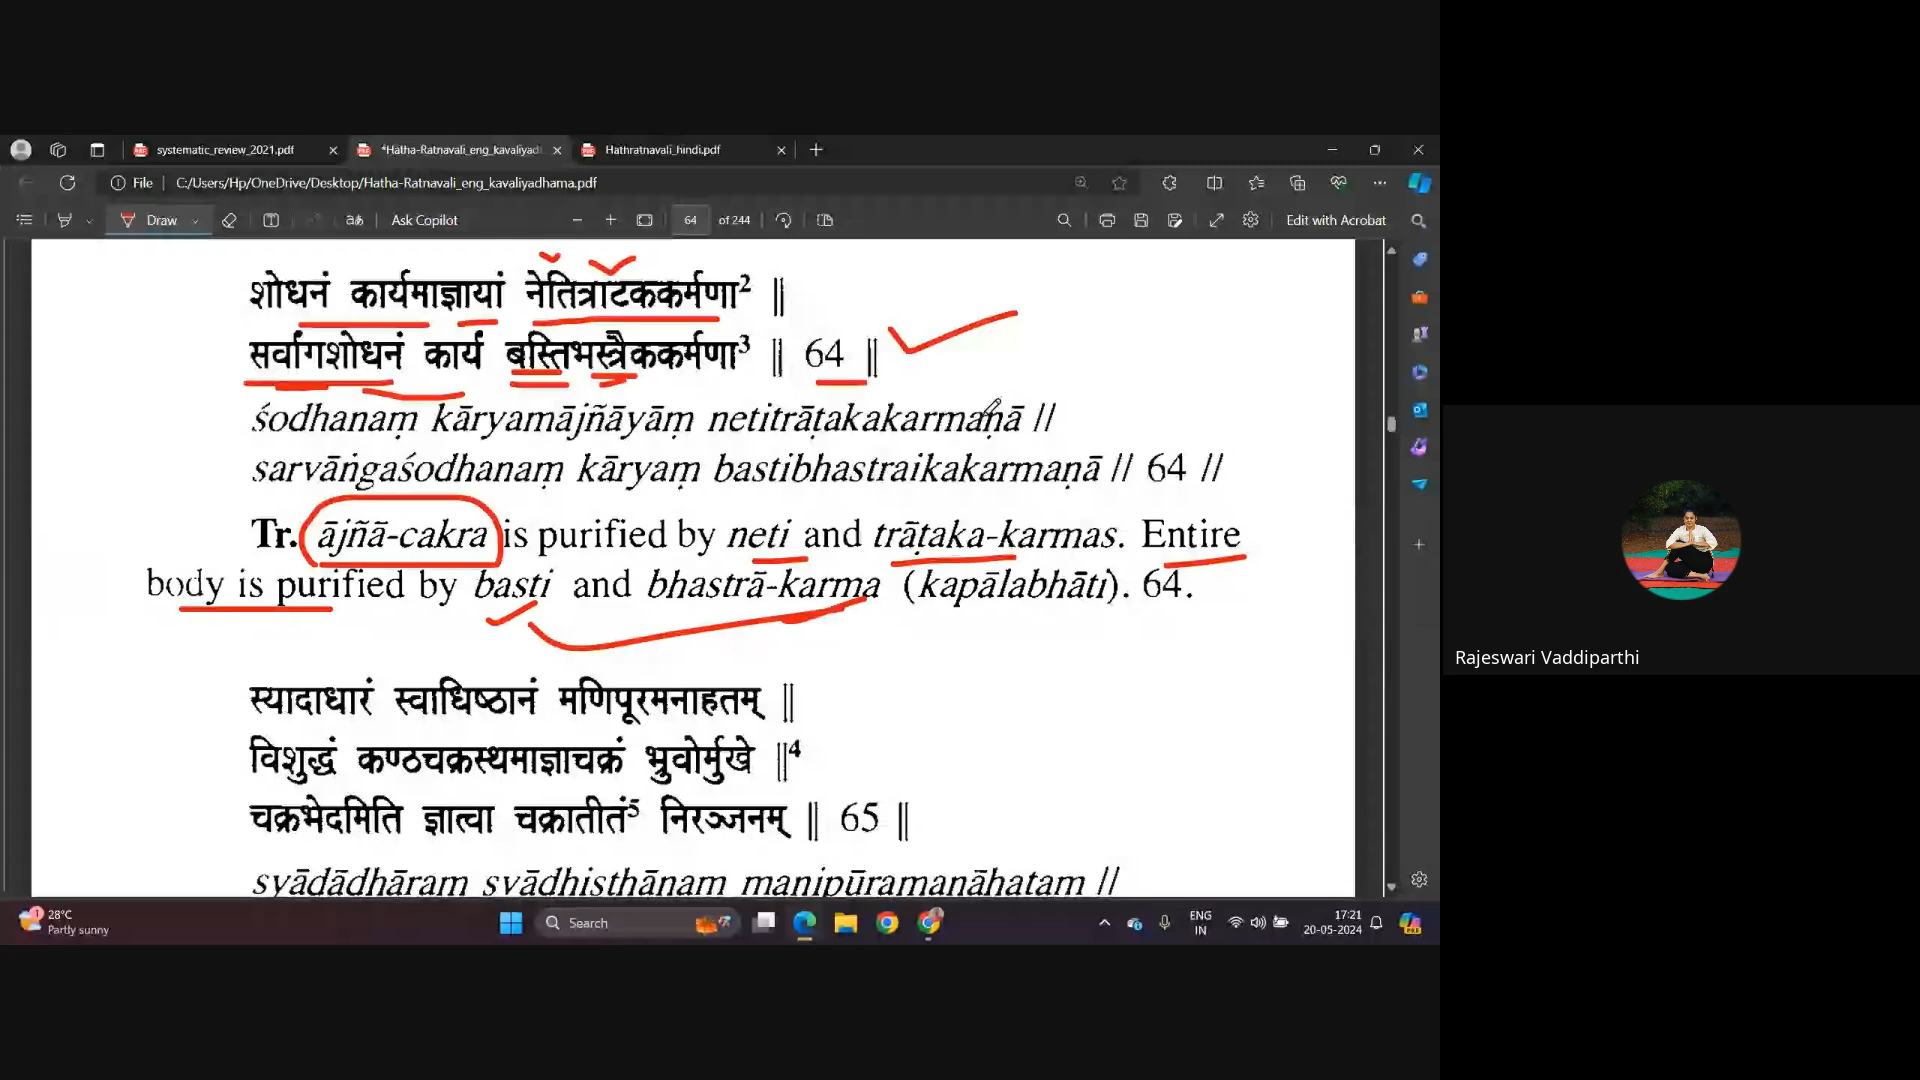 systematic_review_2021.pdf
*Hatha-Ratnavali_eng_kavaliyad
Hathratnavali_hindi.pdf
File
C:/Users/Hp/OneDrive/Desktop/Hatha-Ratnavali_eng_kavaliyadhama.pdf
Draw
Ask Copilot
64
of 244
Edit with Acrobat
शोधनं कार्यमाज्ञायां नेतित्राटककर्मणा² ||
सर्वांगशोधनं कार्यं बस्तिभस्त्रैककर्मणा³ || 64 ||
śodhanaṃ kāryamājñāyāṃ netitrāṭakakarmaṇā //
sarvāṅgaśodhanaṃ kāryaṃ bastibhastraikakarmaṇā // 64 //
Tr. ājñā-cakra is purified by neti and trāṭaka-karmas. Entire
body is purified by basti and bhastrā-karma (kapālabhāti). 64.
स्यादाधारं स्वाधिष्ठानं मणिपूरमनाहतम् ||
विशुद्धं कण्ठचक्रस्थमाज्ञाचक्रं भ्रुवोर्मुखे ||⁴
चक्रभेदमिति ज्ञात्वा चक्रातीतं⁵ निरञ्जनम् || 65 ||
syādādhāram svādhisthānam manipūramanāhatam //
Rajeswari Vaddiparthi
1
28°C
Partly sunny
Search
ENG
IN
17:21
20-05-2024